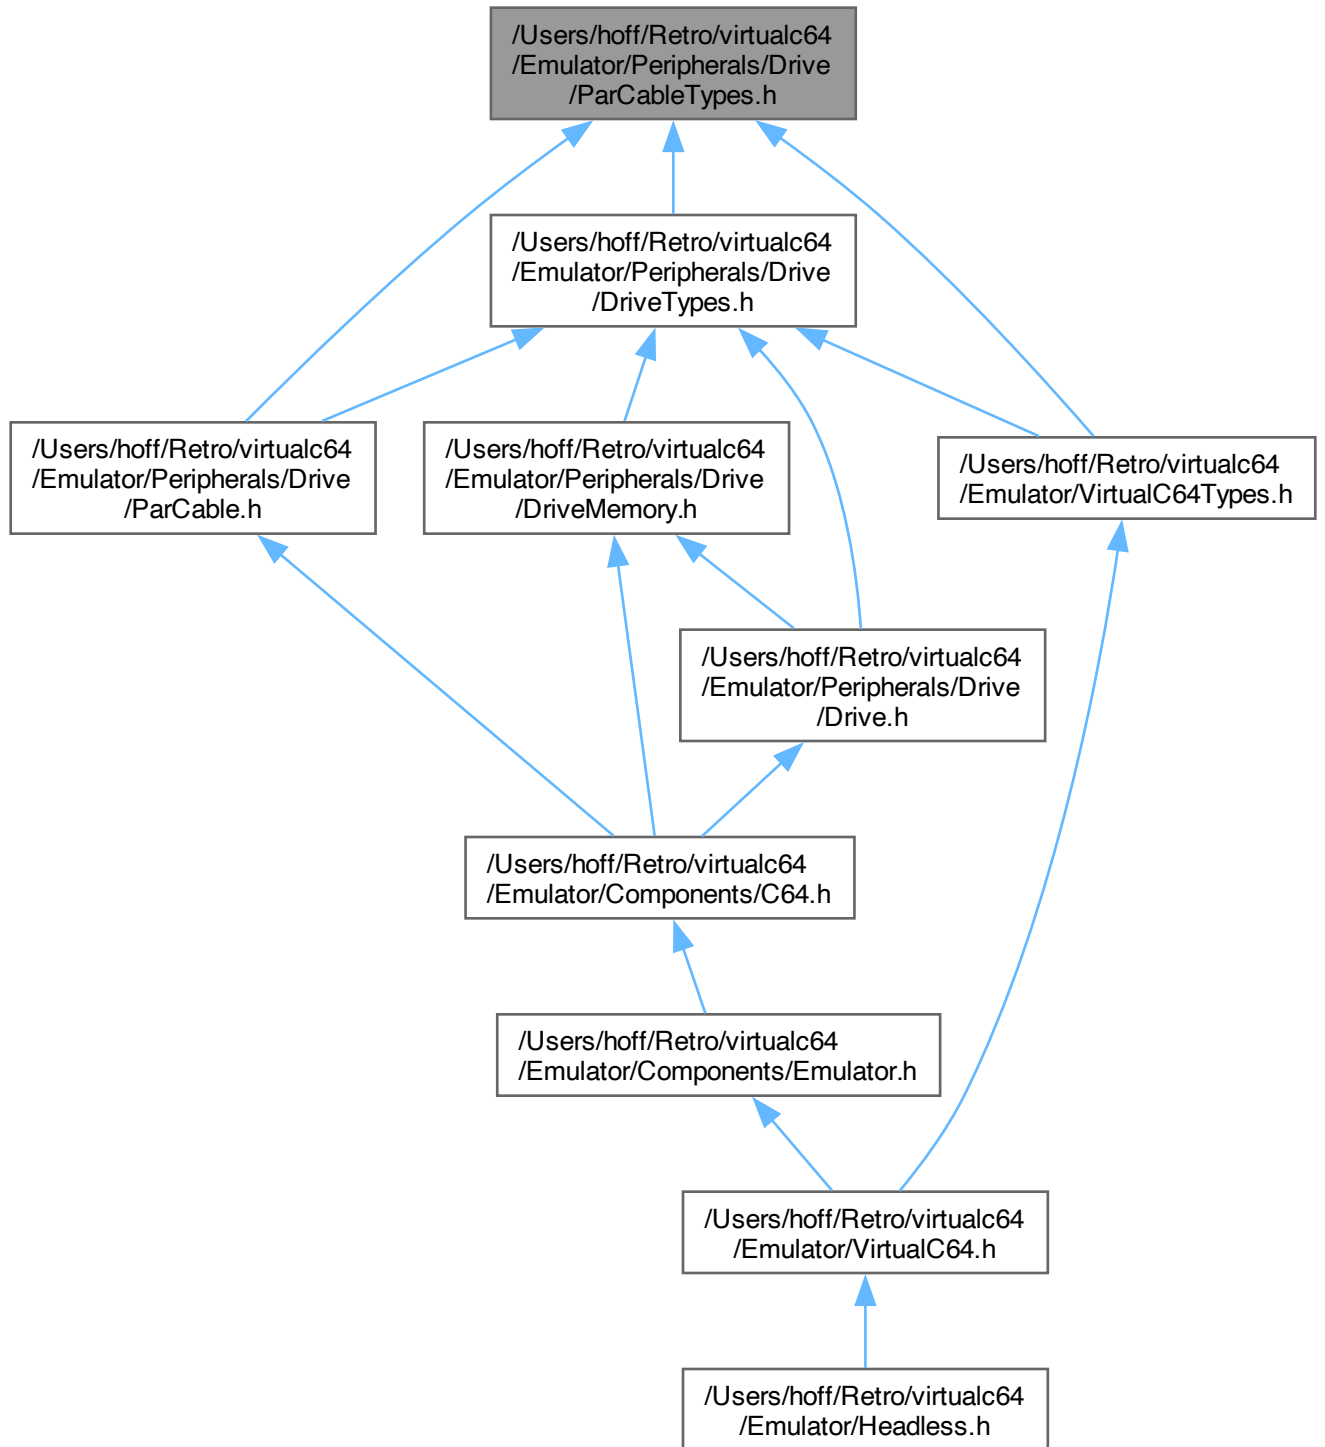 /Users/hoff/Retro/virtualc64
/Emulator/Peripherals/Drive
/ParCableTypes.h
/Users/hoff/Retro/virtualc64
/Emulator/Peripherals/Drive
/DriveTypes.h
/Users/hoff/Retro/virtualc64
/Emulator/Peripherals/Drive
/ParCable.h
/Users/hoff/Retro/virtualc64
/Emulator/Peripherals/Drive
/DriveMemory.h
/Users/hoff/Retro/virtualc64
/Emulator/VirtualC64Types.h
/Users/hoff/Retro/virtualc64
/Emulator/Peripherals/Drive
/Drive.h
/Users/hoff/Retro/virtualc64
/Emulator/Components/C64.h
/Users/hoff/Retro/virtualc64
/Emulator/Components/Emulator.h
/Users/hoff/Retro/virtualc64
/Emulator/VirtualC64.h
/Users/hoff/Retro/virtualc64
/Emulator/Headless.h